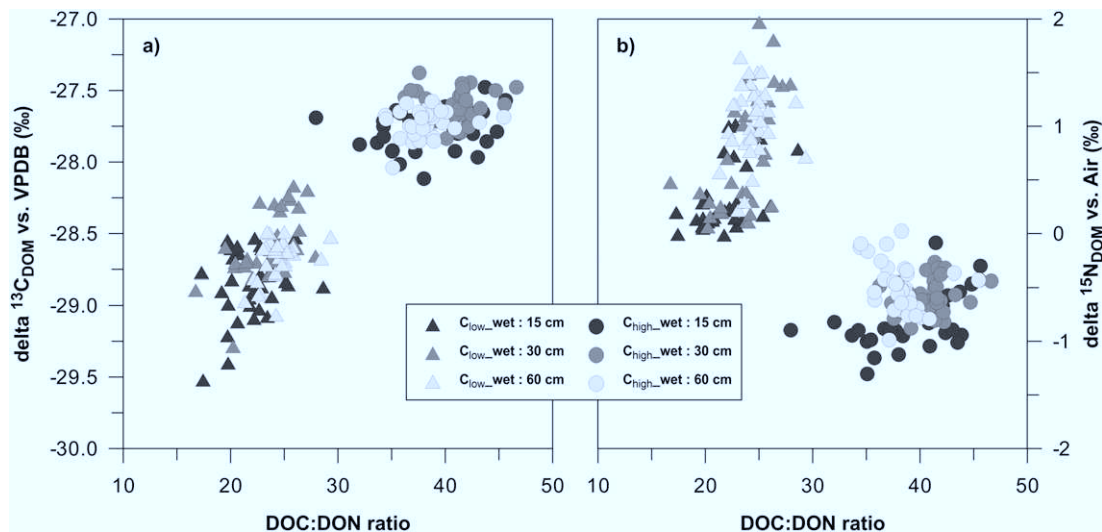 a)
-27.0
-27.5
-28.0
-28.5
-29.0
-29.5
-30.0
delta ¹³C_DOM vs. VPDB (‰)
10 20 30 40 50
DOC:DON ratio
b)
2
1
0
-1
-2
delta ¹⁵N_DOM vs. Air (‰)
10 20 30 40 50
DOC:DON ratio
C_low_wet : 15 cm C_high_wet : 15 cm
C_low_wet : 30 cm C_high_wet : 30 cm
C_low_wet : 60 cm C_high_wet : 60 cm